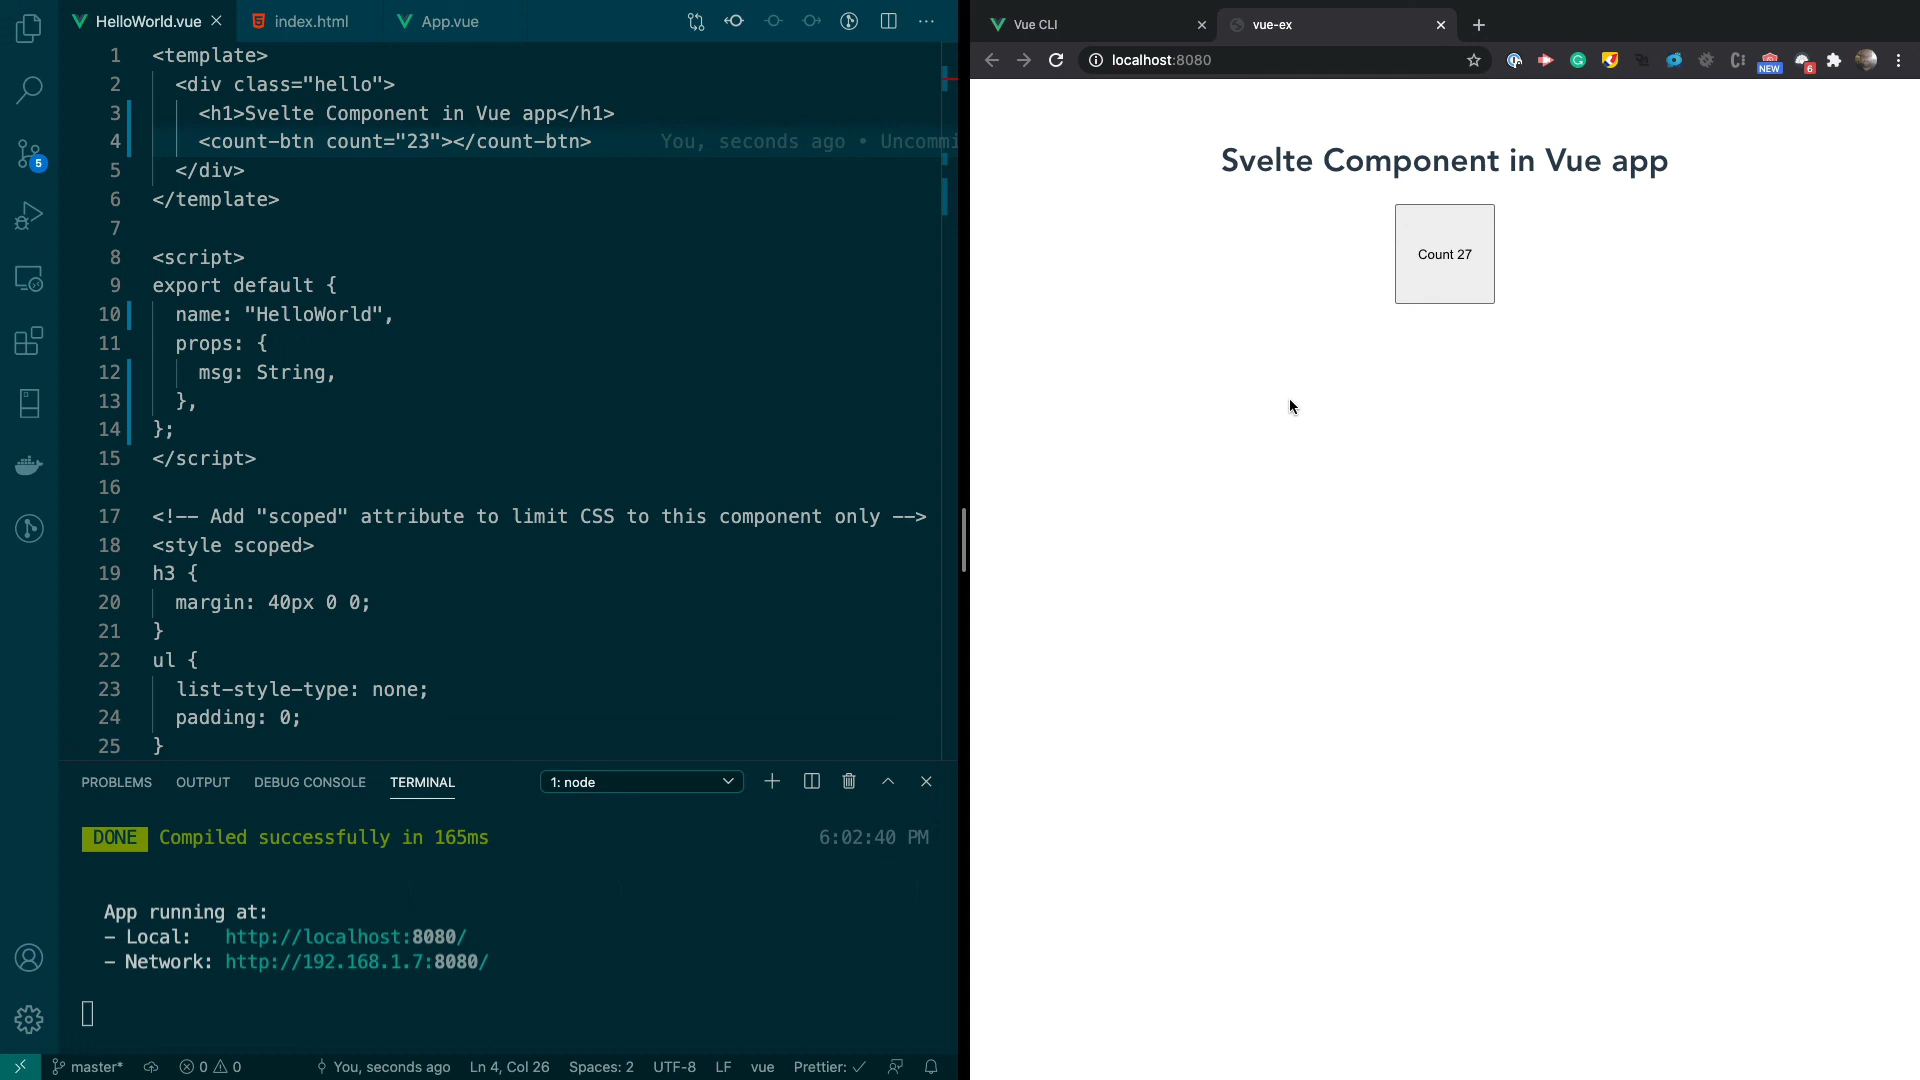 HelloWorld.vue
index.html
App.vue
1 <template>
2 <div class="hello">
3 <h1>Svelte Component in Vue app</h1>
4 <count-btn count="23"></count-btn> You, seconds ago • Uncommi
5 </div>
6 </template>
7
8 <script>
9 export default {
10 name: "HelloWorld",
11 props: {
12 msg: String,
13 },
14 };
15 </script>
16
17 <!-- Add "scoped" attribute to limit CSS to this component only -->
18 <style scoped>
19 h3 {
20 margin: 40px 0 0;
21 }
22 ul {
23 list-style-type: none;
24 padding: 0;
25 }
5
PROBLEMS OUTPUT DEBUG CONSOLE TERMINAL 1: node
DONE Compiled successfully in 165ms 6:02:40 PM
App running at:
- Local: http://localhost:8080/
- Network: http://192.168.1.7:8080/
master* 0 0 You, seconds ago Ln 4, Col 26 Spaces: 2 UTF-8 LF vue Prettier: ✓
Vue CLI
vue-ex
localhost:8080
NEW
6
Svelte Component in Vue app
Count 27